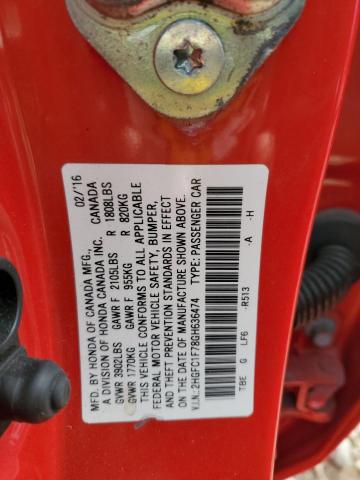 MFD. BY HONDA OF CANADA MFG. 02/'16
A DIVISION OF HONDA CANADA INC. CANADA
GVWR 3902LBS GAWR F 2105LBS R 1808LBS
GVWR 1770KG GAWR F 955KG R 820KG
THIS VEHICLE CONFORMS TO ALL APPLICABLE
FEDERAL MOTOR VEHICLE SAFETY, BUMPER,
AND THEFT PREVENTION STANDARDS IN EFFECT
ON THE DATE OF MANUFACTURE SHOWN ABOVE.
V.I.N.:2HGFC1F78GH636474 TYPE: PASSENGER CAR
-R513 -A -H
TBE G LF6